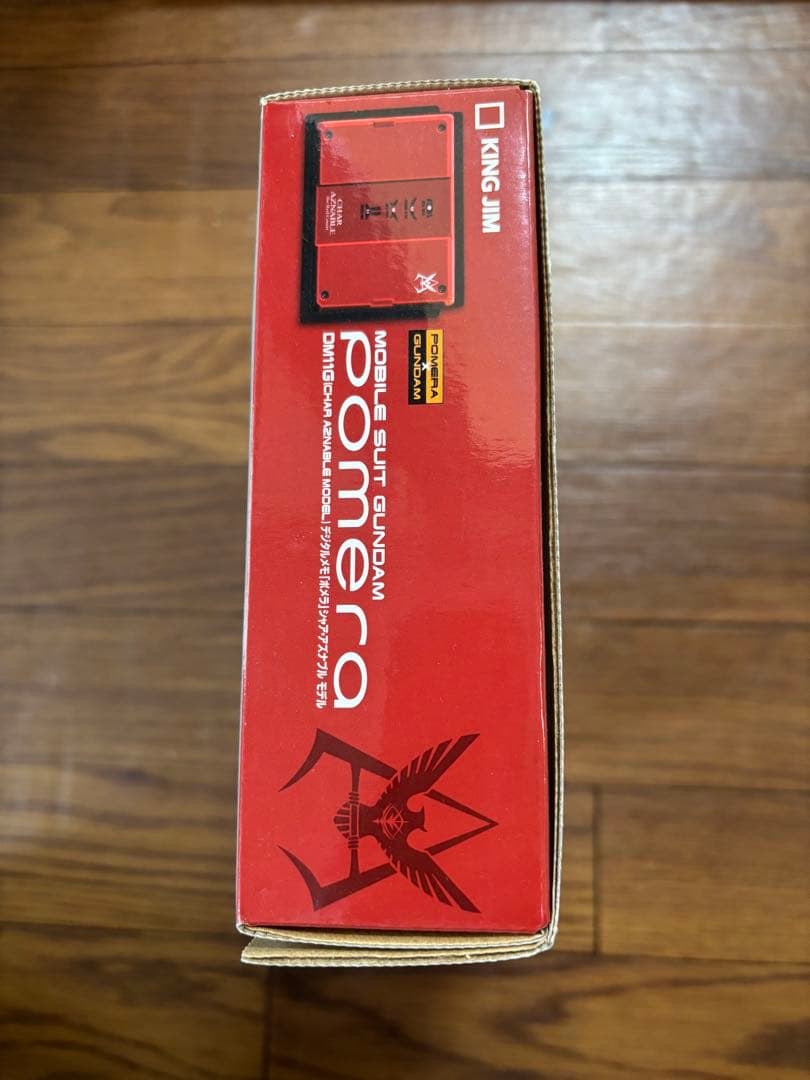 KING JIM
CHAR
AZNABLE
POMERA
×
GUNDAM
MOBILE SUIT GUNDAM
pomera
DM11G [CHAR AZNABLE MODEL] デジタルメモ「ポメラ」シャア・アズナブル モデル